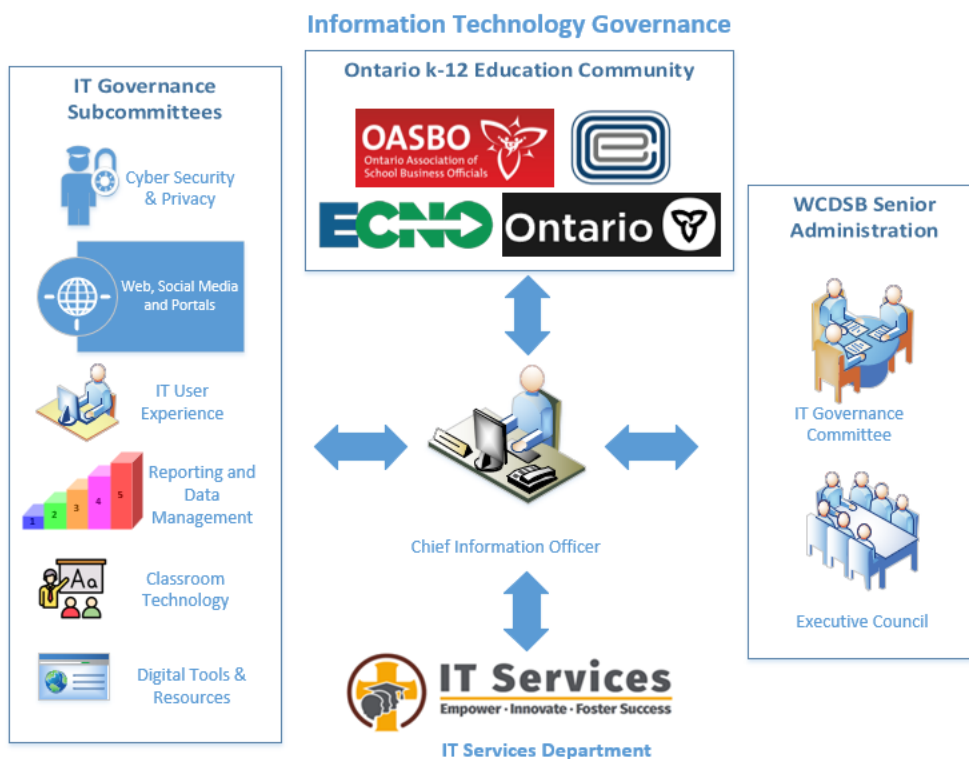 Information Technology Governance
IT Governance
Subcommittees
Cyber Security
& Privacy
Web, Social Media
and Portals
IT User
Experience
1 2 3 4 5
Reporting and
Data
Management
Aa
Classroom
Technology
Digital Tools &
Resources
Ontario k-12 Education Community
OASBO
Ontario Association of
School Business Officials
ECNO
Ontario
Chief Information Officer
IT Services
Empower · Innovate · Foster Success
IT Services Department
WCDSB Senior
Administration
IT Governance
Committee
Executive Council